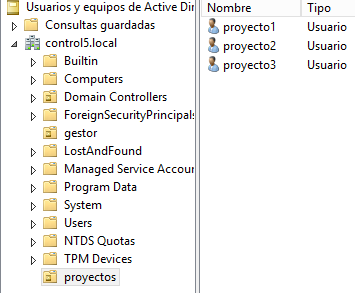 Usuarios y equipos de Active Dir
Consultas guardadas
control5.local
Builtin
Computers
Domain Controllers
ForeignSecurityPrincipals
gestor
LostAndFound
Managed Service Accour
Program Data
System
Users
NTDS Quotas
TPM Devices
proyectos
Nombre Tipo
proyecto1 Usuario
proyecto2 Usuario
proyecto3 Usuario